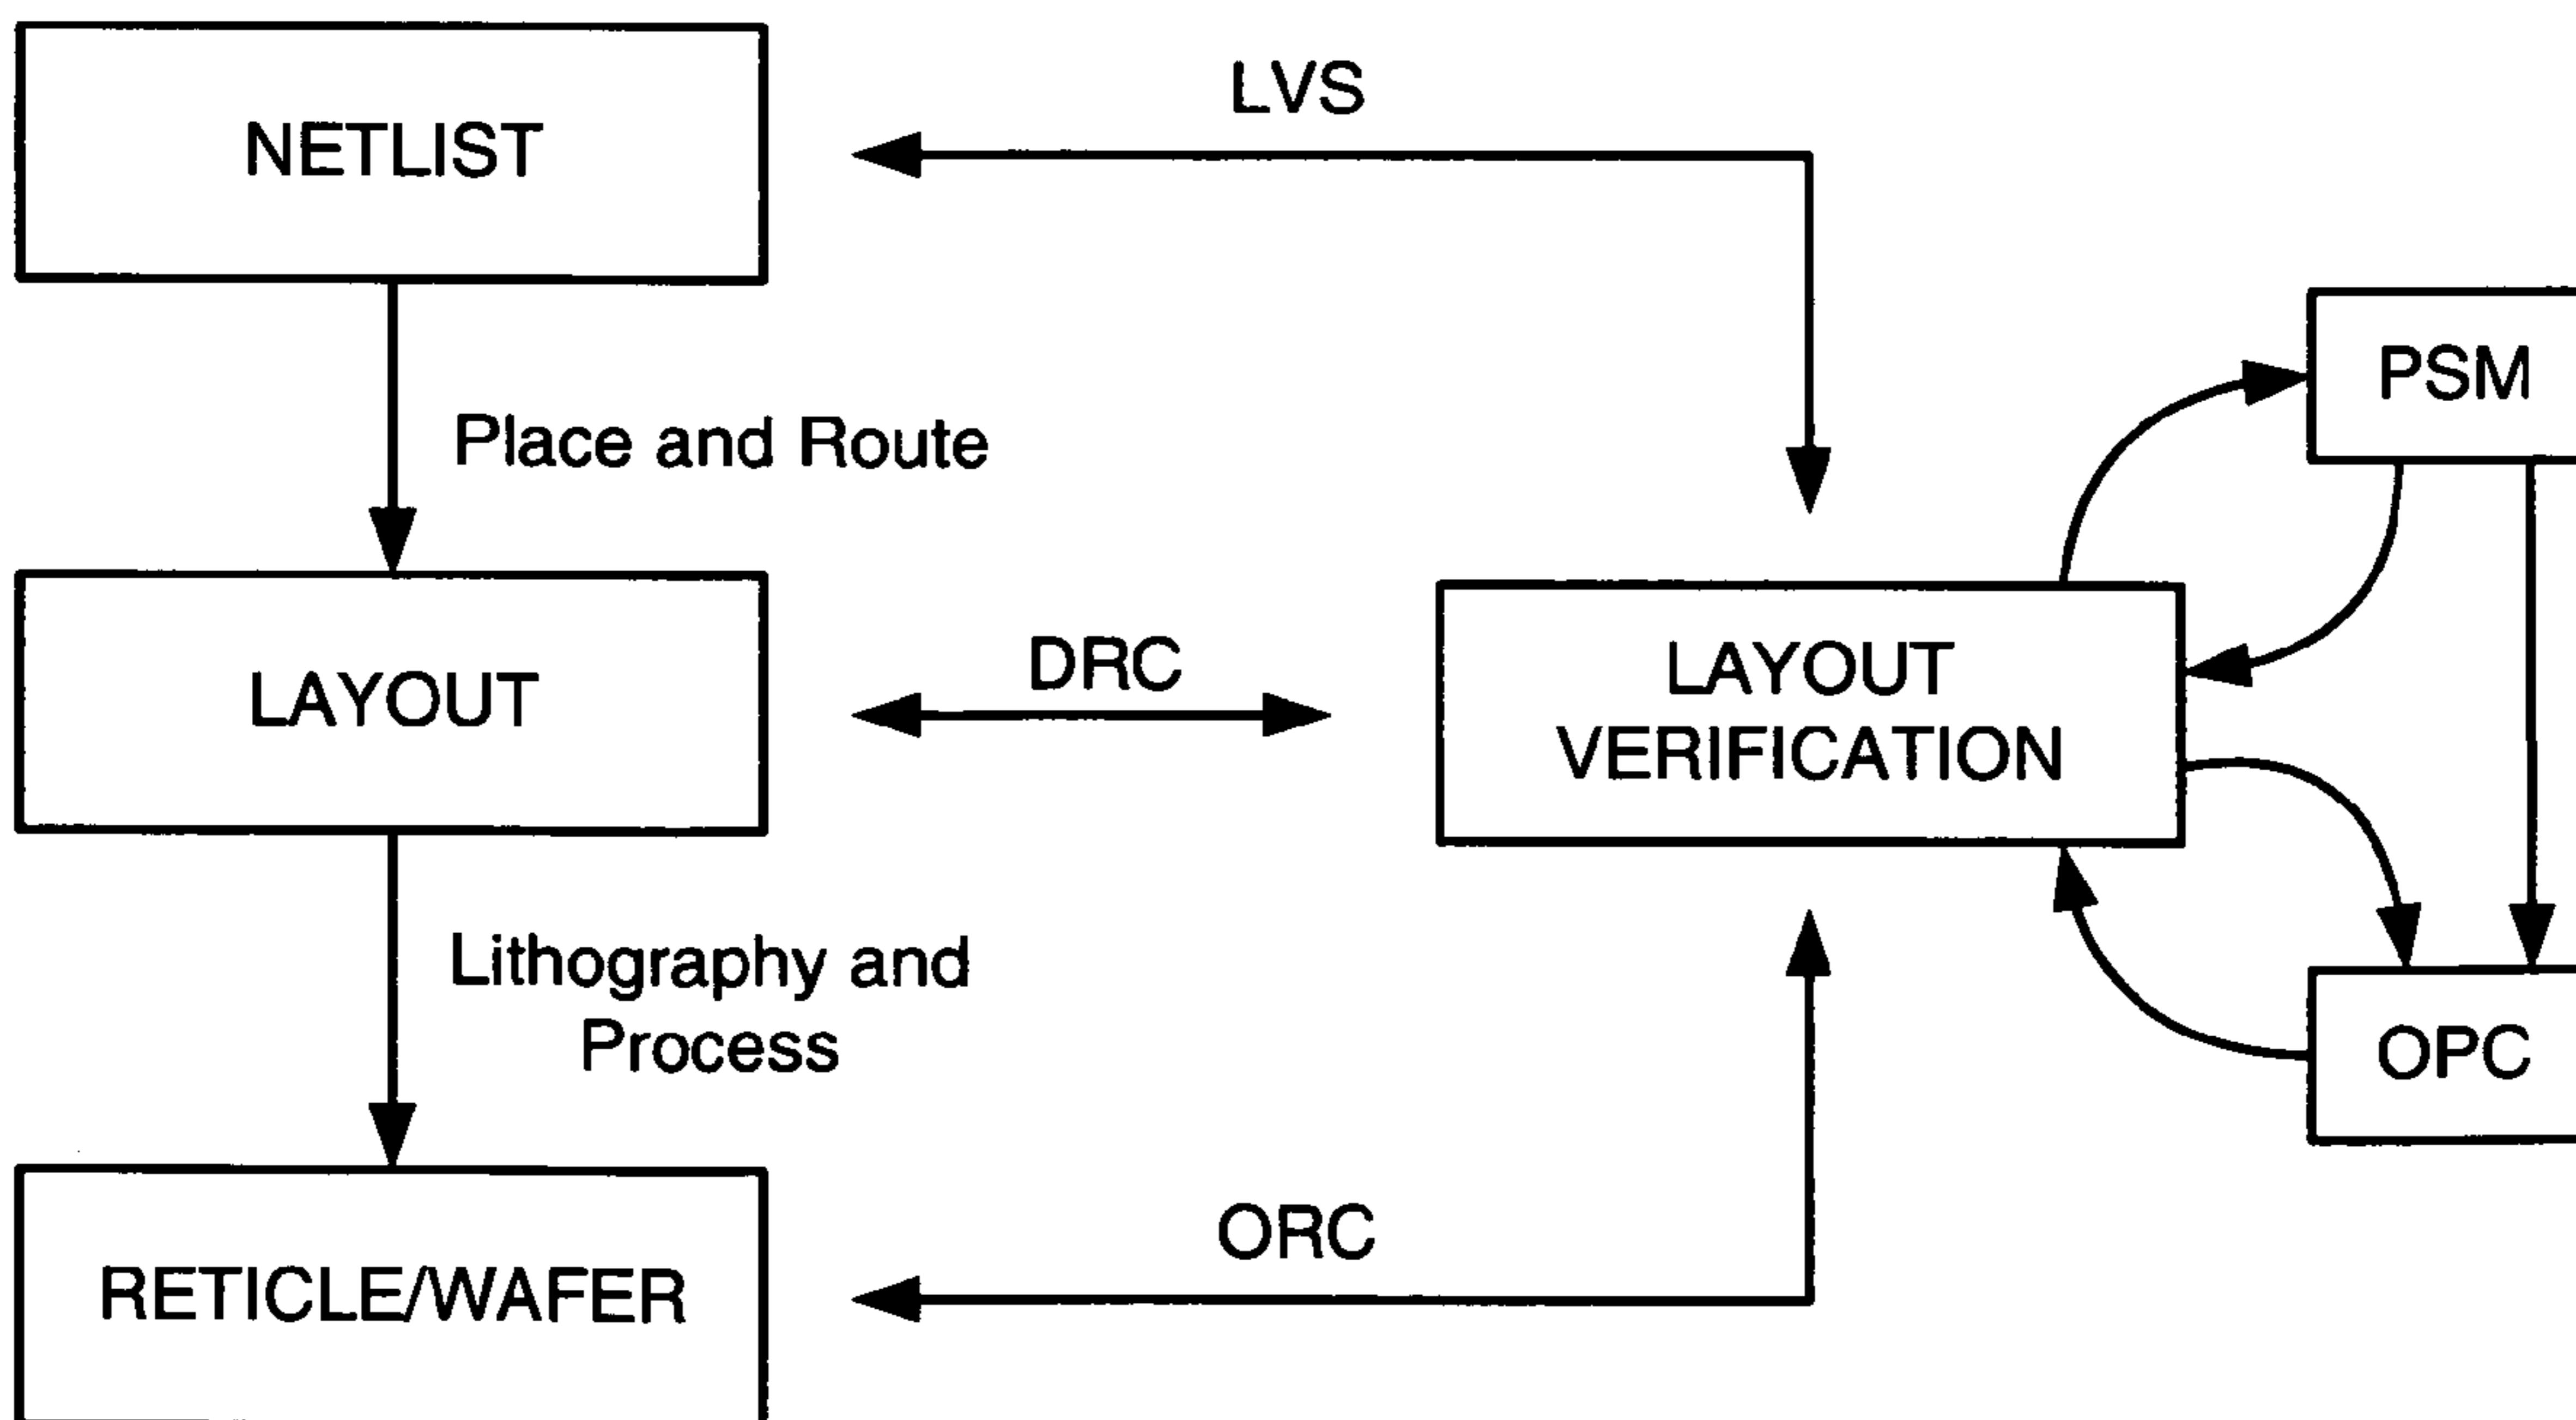 NETLIST
LVS
PSM
Place and Route
LAYOUT
DRC
LAYOUT
VERIFICATION
Lithography and
Process
OPC
RETICLE/WAFER
ORC